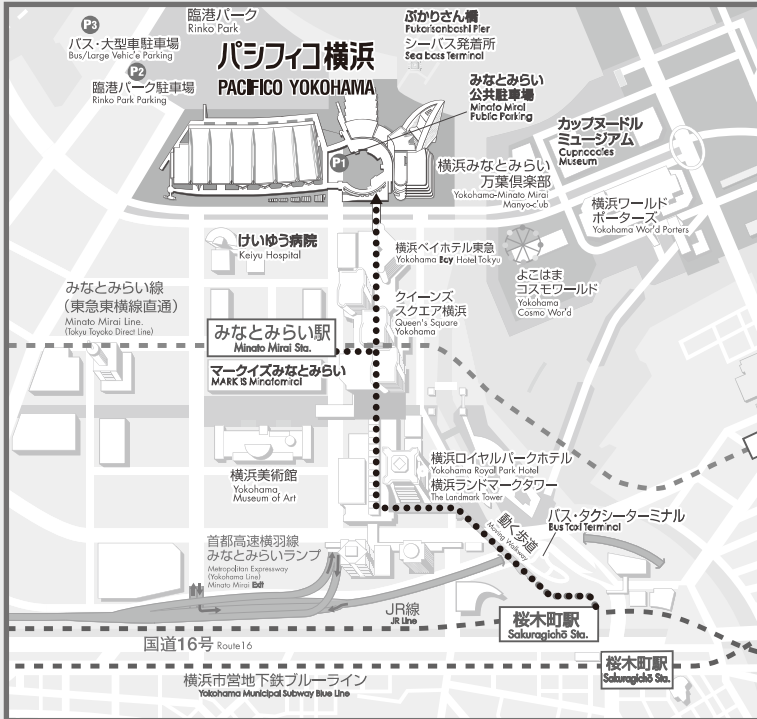 P3
バス・大型車駐車場
Bus/Large Vehicle Parking
P2
臨港パーク駐車場
Rinko Park Parking
臨港パーク
Rinko Park
パシフィコ横浜
PACIFICO YOKOHAMA
ぷかりさん橋
Pukarisanbashi Pier
シーバス発着所
Sea bass Terminal
みなとみらい
公共駐車場
Minato Mirai
Public Parking
P1
カップヌードル
ミュージアム
Cupnoodles
Museum
横浜みなとみらい
万葉倶楽部
Yokohama-Minato Mirai
Manyo-club
横浜ワールド
ポーターズ
Yokohama World Porters
けいゆう病院
Keiyu Hospital
横浜ベイホテル東急
Yokohama Bay Hotel Tokyu
よこはま
コスモワールド
Yokohama
Cosmo World
みなとみらい線
(東急東横線直通)
Minato Mirai Line.
(Tokyu Toyoko Direct Line)
クイーンズ
スクエア横浜
Queen's Square
Yokohama
みなとみらい駅
Minato Mirai Sta.
マークイズみなとみらい
MARK IS Minatomirai
横浜美術館
Yokohama
Museum of Art
横浜ロイヤルパークホテル
Yokohama Royal Park Hotel
横浜ランドマークタワー
The Landmark Tower
動く歩道
Moving Walkway
バス・タクシーターミナル
Bus Taxi Terminal
首都高速横羽線
みなとみらいランプ
Metropolitan Expressway
(Yokohama Line)
Minato Mirai Exit
JR線
JR Line
桜木町駅
Sakuragichō Sta.
国道16号 Route16
桜木町駅
Sakuragichō Sta.
横浜市営地下鉄ブルーライン
Yokohama Municipal Subway Blue Line